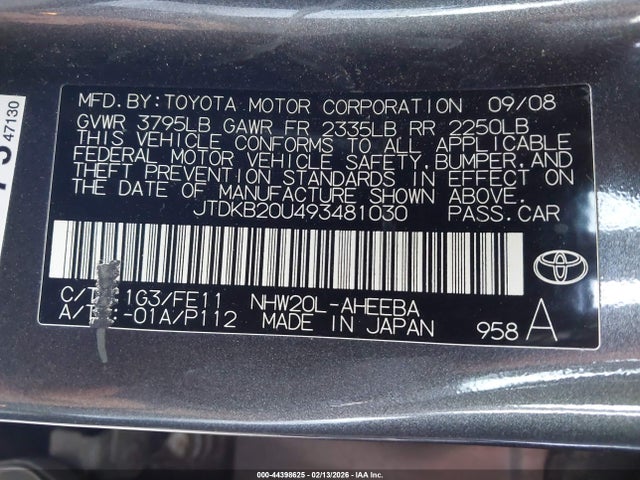 47130
MFD.BY:TOYOTA MOTOR CORPORATION 09/08
GVWR 3795LB GAWR FR 2335LB RR 2250LB
THIS VEHICLE CONFORMS TO ALL APPLICABLE
FEDERAL MOTOR VEHICLE SAFETY,BUMPER,AND
THEFT PREVENTION STANDARDS IN EFFECT ON
THE DATE OF MANUFACTURE SHOWN ABOVE.
JTDKB20U493481030 PASS.CAR
C/T 1G3/FE11 NHW20L-AHEEBA
A/T -01A/P112 MADE IN JAPAN 958 A
000-44398625 - 02/13/2026 - IAA Inc.